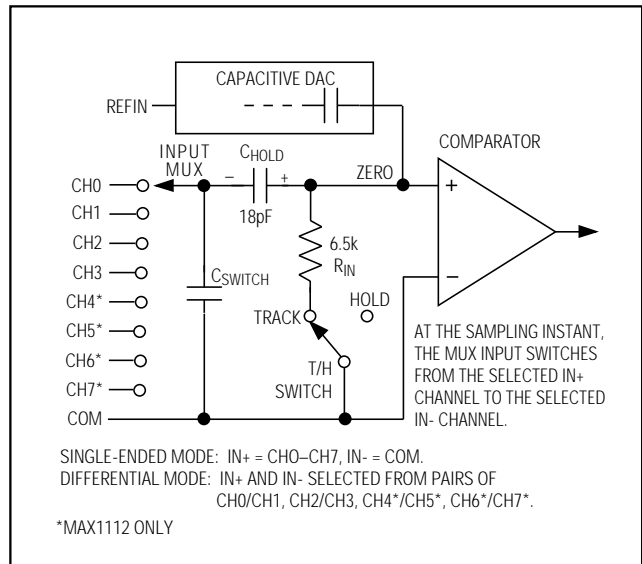 CAPACITIVE DAC
REFIN
COMPARATOR
INPUT
MUX
CHOLD
ZERO
− +
+
CH0
18pF
CH1
6.5k
RIN
CH2
CSWITCH
−
CH3
HOLD
CH4*
TRACK
CH5*
AT THE SAMPLING INSTANT,
THE MUX INPUT SWITCHES
FROM THE SELECTED IN+
CHANNEL TO THE SELECTED
IN- CHANNEL.
CH6*
T/H
SWITCH
CH7*
COM
SINGLE-ENDED MODE: IN+ = CHO–CH7, IN- = COM.
DIFFERENTIAL MODE: IN+ AND IN- SELECTED FROM PAIRS OF
CH0/CH1, CH2/CH3, CH4*/CH5*, CH6*/CH7*.
*MAX1112 ONLY